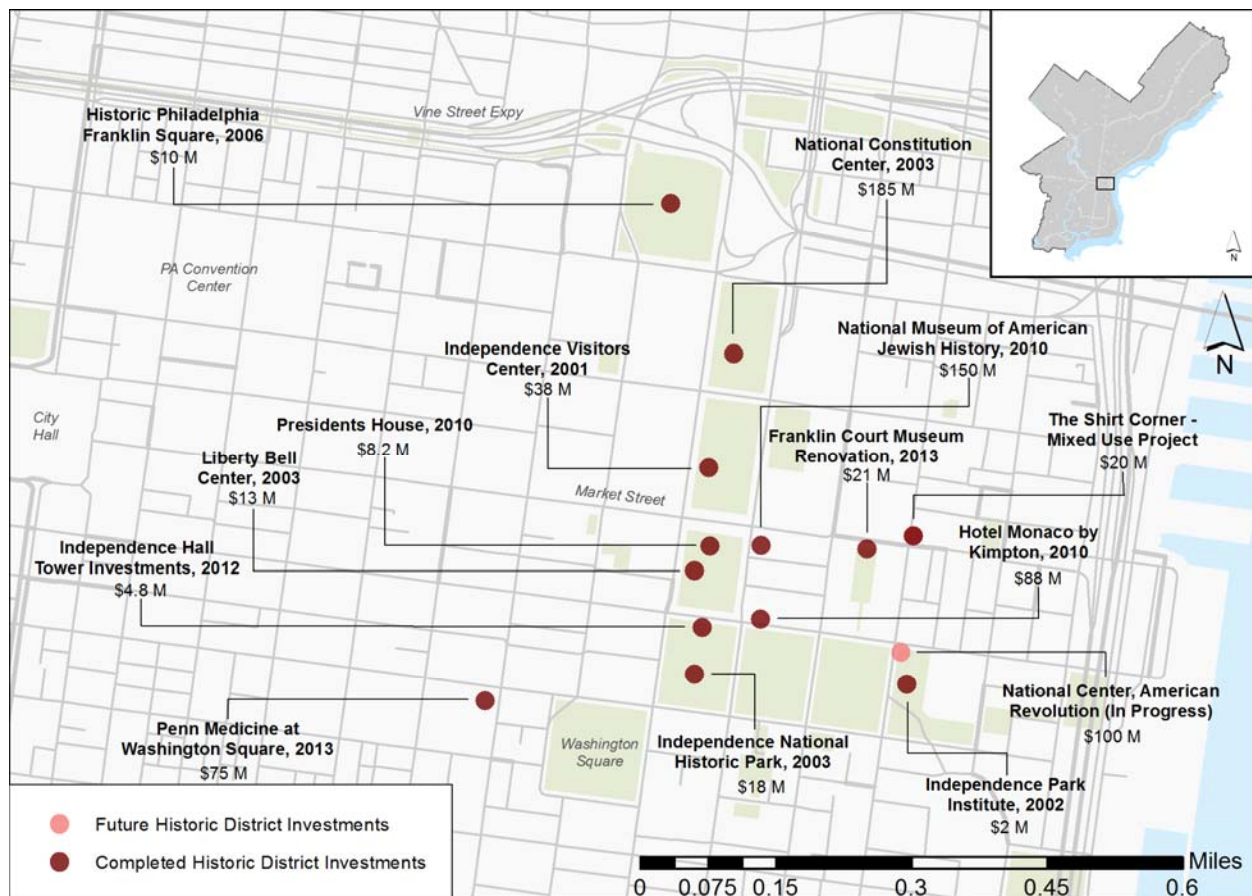 Vine Street Expy
Historic Philadelphia
Franklin Square, 2006
$10 M
National Constitution
Center, 2003
$185 M
N
PA Convention
Center
N
National Museum of American
Jewish History, 2010
$150 M
Independence Visitors
Center, 2001
$38 M
City
Hall
Presidents House, 2010
$8.2 M
The Shirt Corner -
Mixed Use Project
$20 M
Franklin Court Museum
Renovation, 2013
$21 M
Liberty Bell
Center, 2003
$13 M
Market Street
Hotel Monaco by
Kimpton, 2010
$88 M
Independence Hall
Tower Investments, 2012
$4.8 M
National Center, American
Revolution (In Progress)
$100 M
Penn Medicine at
Washington Square, 2013
$75 M
Washington
Square
Independence National
Historic Park, 2003
$18 M
Independence Park
Institute, 2002
$2 M
Future Historic District Investments
Completed Historic District Investments
Miles
0 0.075 0.15 0.3 0.45 0.6